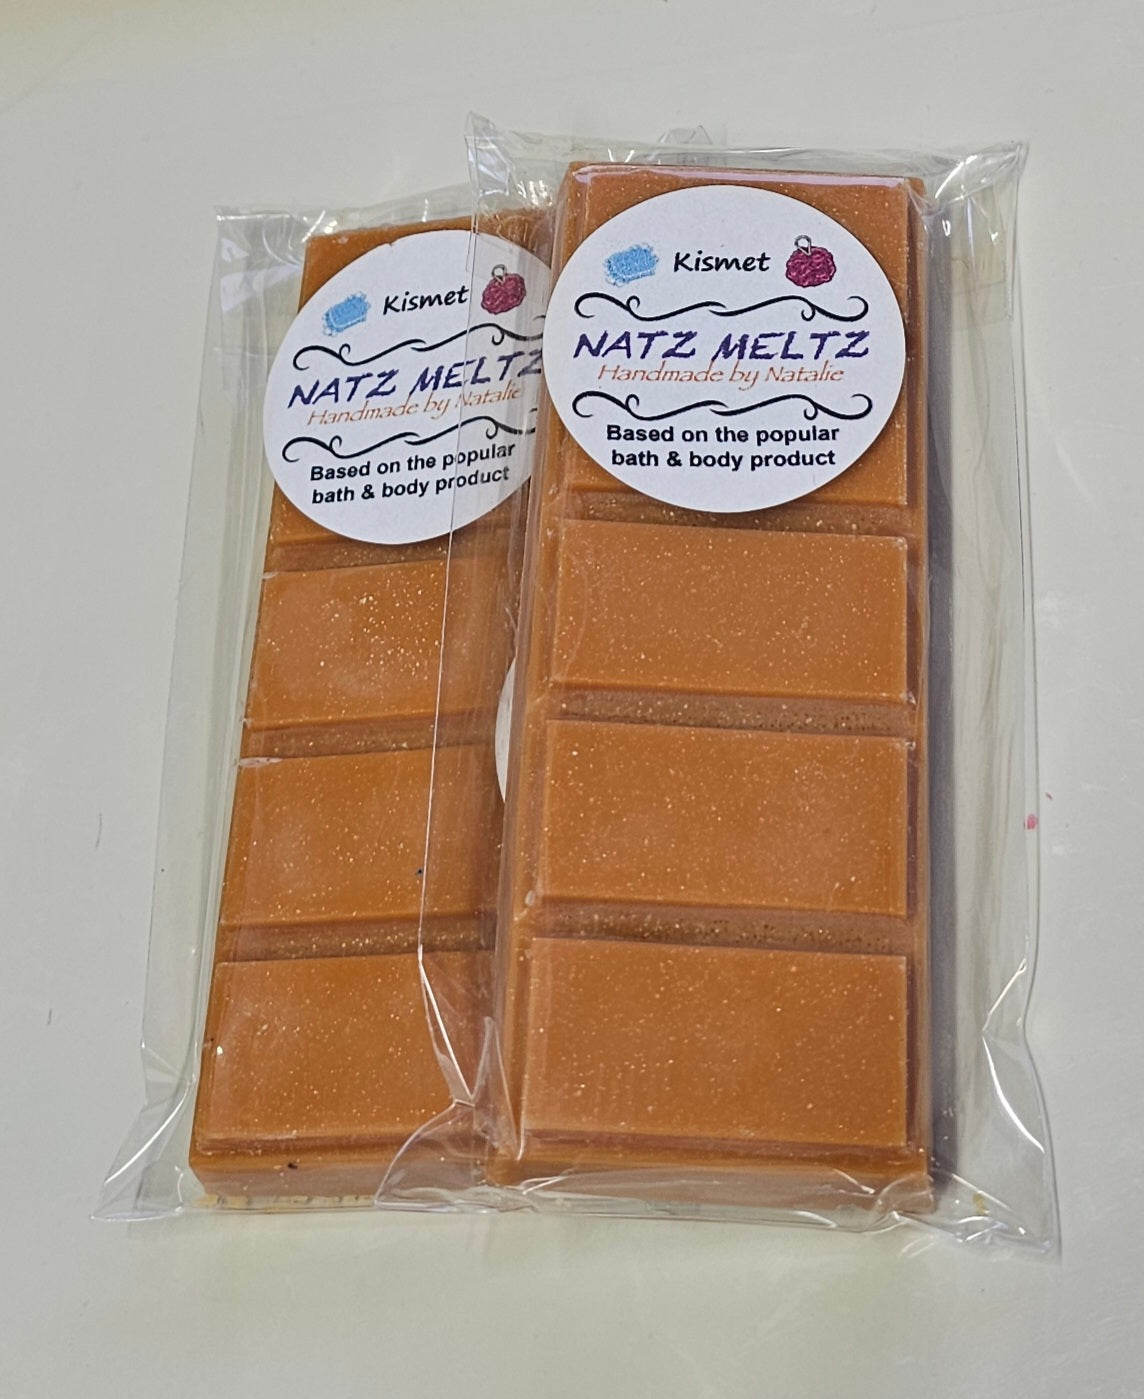 Kismet
NATZ MELTZ
Handmade by Natalie
Based on the popular
bath & body product
Kismet
NATZ MELTZ
Handmade by Natalie
Based on the popular
bath & body product